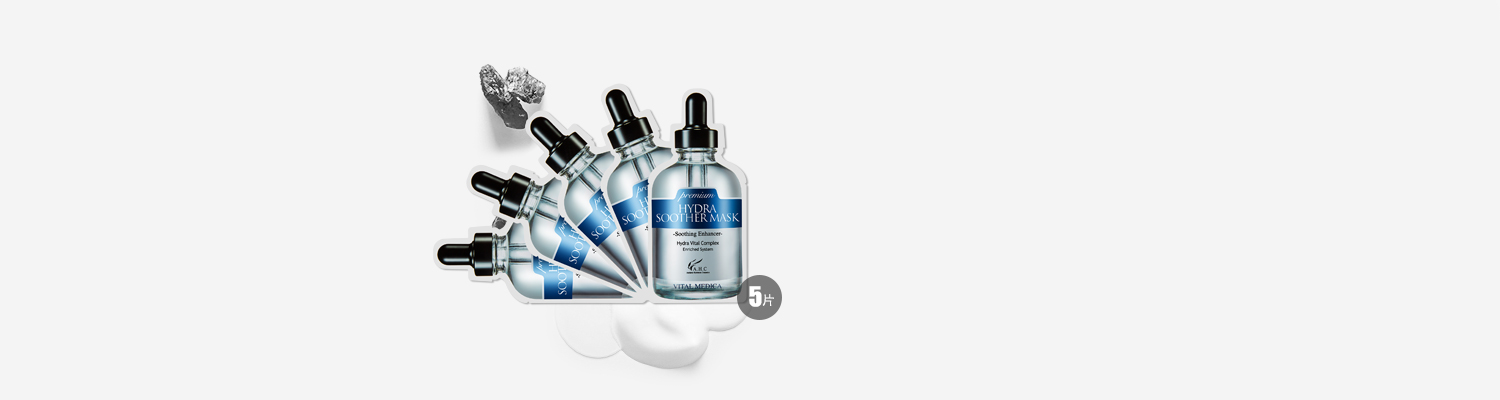 premium
HYDRA
SOOTHER MASK
-Soothing Enhancer-
Hydra Vital Complex
Enriched System
A.H.C
VITAL MEDICA
5片